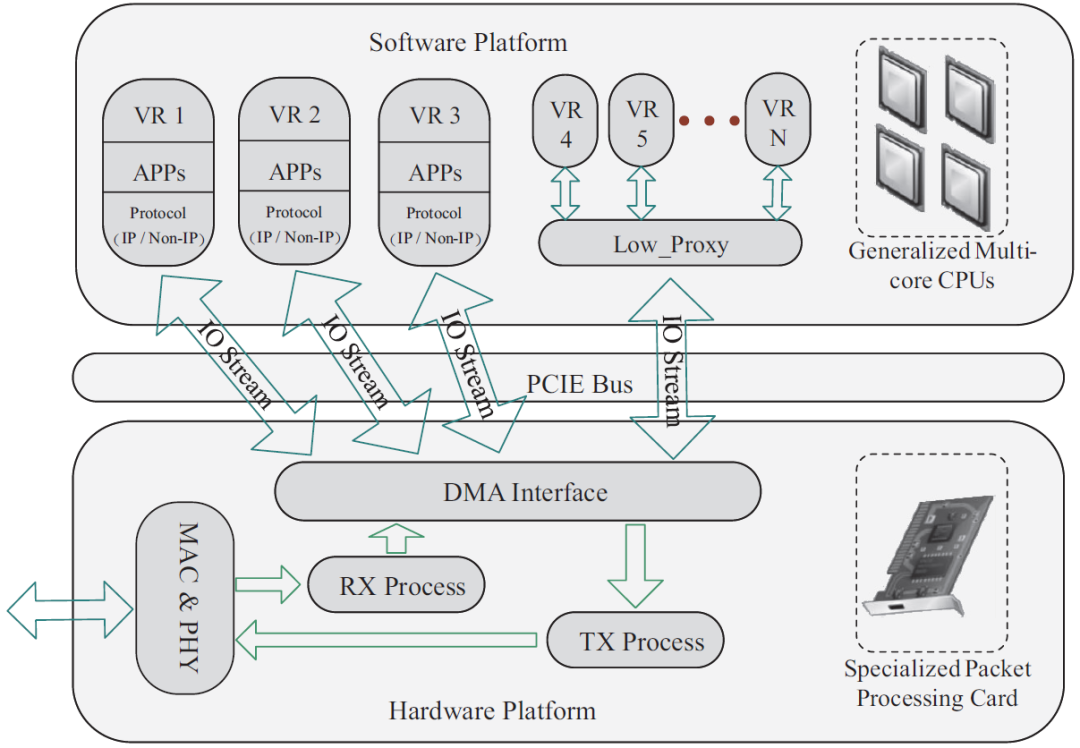 Software Platform
VR 1
APPs
Protocol
(IP / Non-IP)
VR 2
APPs
Protocol
(IP / Non-IP)
VR 3
APPs
Protocol
(IP / Non-IP)
VR
4
VR
5
VR
N
Low_Proxy
Generalized Multi-
core CPUs
IO Stream
IO Stream
IO Stream
IO Stream
PCIE Bus
DMA Interface
MAC & PHY
RX Process
TX Process
Specialized Packet
Processing Card
Hardware Platform